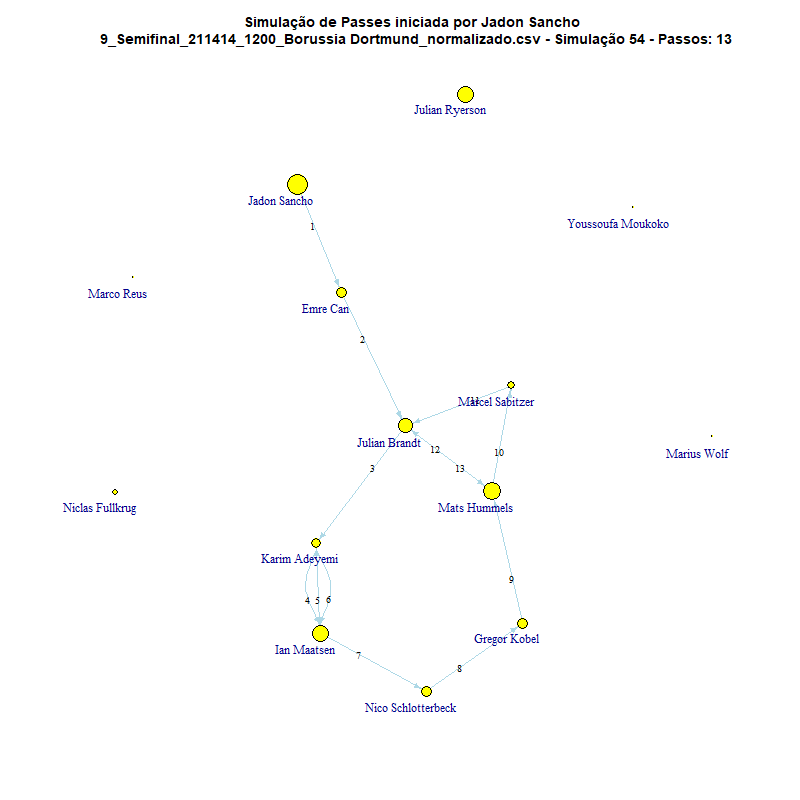 Simulação de Passes iniciada por Jadon Sancho
9_Semifinal_211414_1200_Borussia Dortmund_normalizado.csv - Simulação 54 - Passos: 13
Julian Ryerson
Jadon Sancho
Youssoufa Moukoko
1
Marco Reus
Emre Can
2
Marcel Sabitzer
Julian Brandt
12
10
Marius Wolf
3
13
Niclas Fullkrug
Mats Hummels
Karim Adeyemi
9
4
5
6
Gregor Kobel
Ian Maatsen
7
8
Nico Schlotterbeck